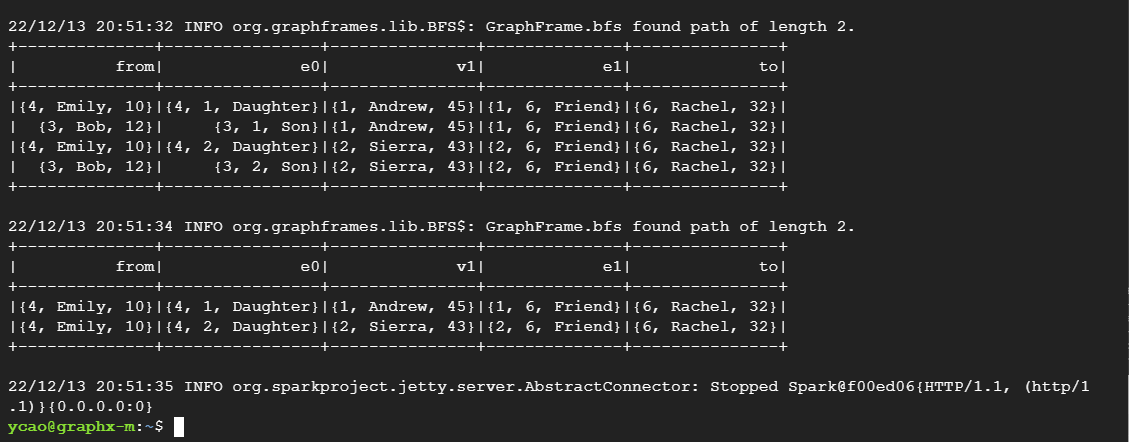 22/12/13 20:51:32 INFO org.graphframes.lib.BFS$: GraphFrame.bfs found path of length 2.
+--------------+----------------+--------------+--------------+---------------+
|          from|              e0|            v1|            e1|             to|
+--------------+----------------+--------------+--------------+---------------+
|{4, Emily, 10}|{4, 1, Daughter}|{1, Andrew, 45}|{1, 6, Friend}|{6, Rachel, 32}|
|  {3, Bob, 12}|     {3, 1, Son}|{1, Andrew, 45}|{1, 6, Friend}|{6, Rachel, 32}|
|{4, Emily, 10}|{4, 2, Daughter}|{2, Sierra, 43}|{2, 6, Friend}|{6, Rachel, 32}|
|  {3, Bob, 12}|     {3, 2, Son}|{2, Sierra, 43}|{2, 6, Friend}|{6, Rachel, 32}|
+--------------+----------------+---------------+--------------+---------------+
22/12/13 20:51:34 INFO org.graphframes.lib.BFS$: GraphFrame.bfs found path of length 2.
+--------------+----------------+---------------+--------------+---------------+
|          from|              e0|             v1|            e1|             to|
+--------------+----------------+---------------+--------------+---------------+
|{4, Emily, 10}|{4, 1, Daughter}|{1, Andrew, 45}|{1, 6, Friend}|{6, Rachel, 32}|
|{4, Emily, 10}|{4, 2, Daughter}|{2, Sierra, 43}|{2, 6, Friend}|{6, Rachel, 32}|
+--------------+----------------+---------------+--------------+---------------+
22/12/13 20:51:35 INFO org.sparkproject.jetty.server.AbstractConnector: Stopped Spark@f00ed06{HTTP/1.1, (http/1
.1)}{0.0.0.0:0}
ycao@graphx-m:~$